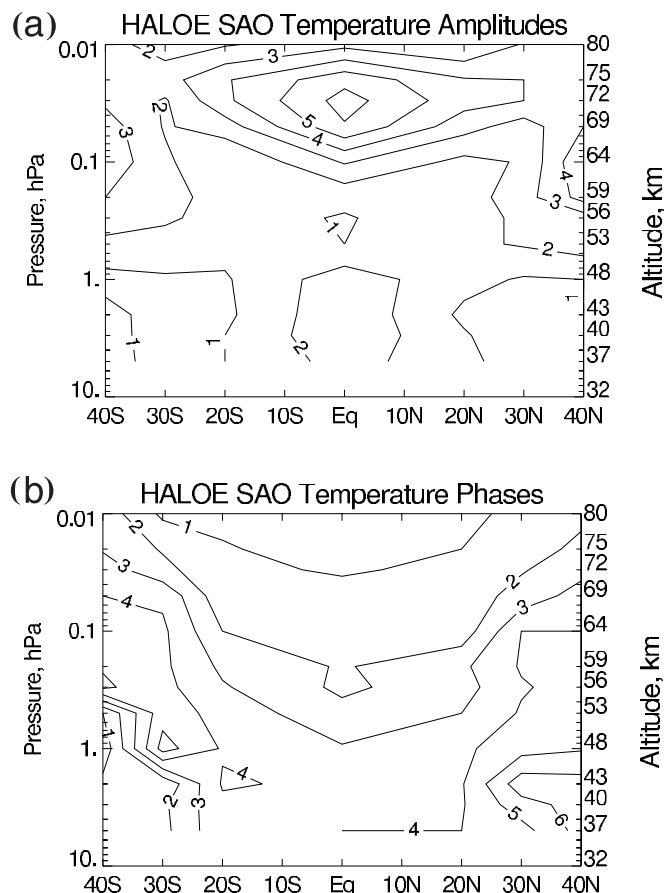 (a)
HALOE SAO Temperature Amplitudes
0.01 0.1 1. 10.
Pressure, hPa
80 75 72 69 64 59 56 53 48 43 40 37 32
Altitude, km
40S 30S 20S 10S Eq 10N 20N 30N 40N
2 3 2 3 5 4 4 3 1 2 1 1 2 1
(b)
HALOE SAO Temperature Phases
0.01 0.1 1. 10.
Pressure, hPa
80 75 72 69 64 59 56 53 48 43 40 37 32
Altitude, km
40S 30S 20S 10S Eq 10N 20N 30N 40N
2 1 3 4 2 3 1 4 2 3 4 5 6